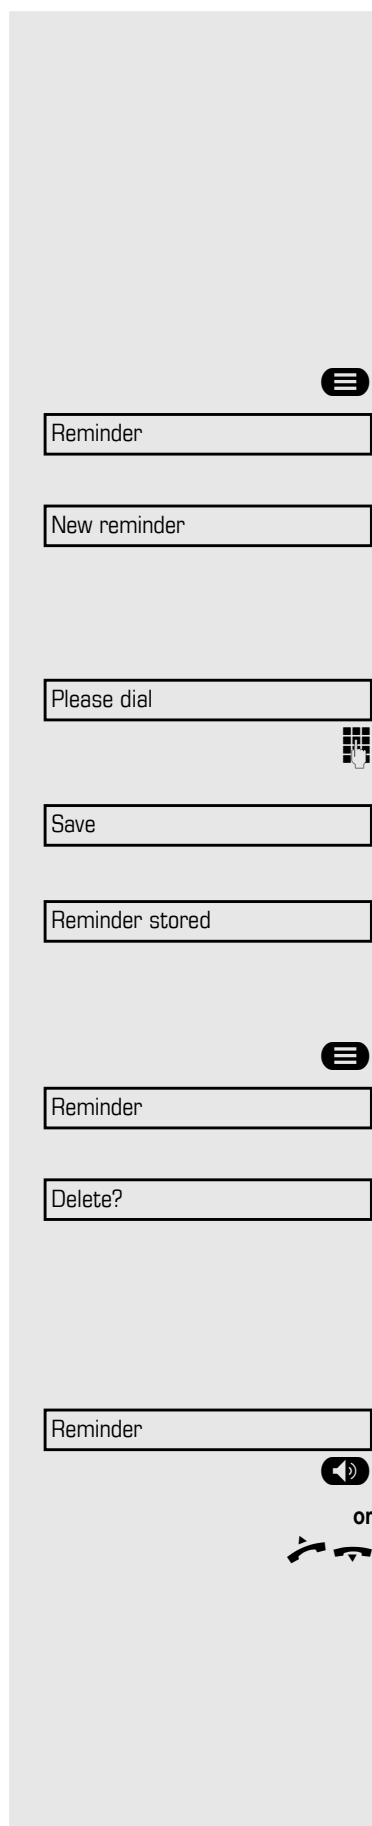 Reminder
New reminder
Please dial
Save
Reminder stored
Reminder
Delete?
Reminder
or